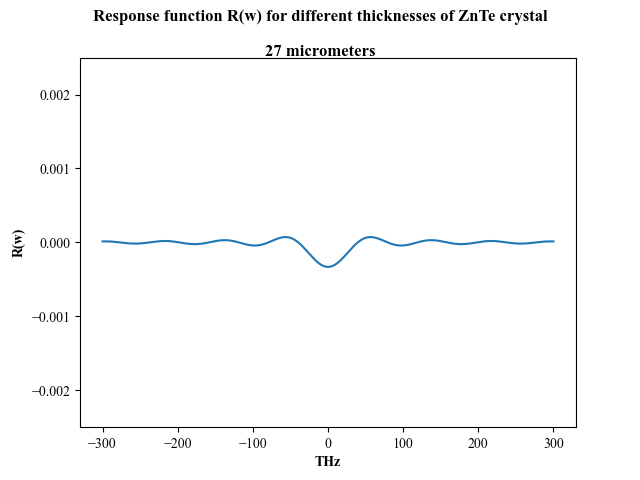 Response function R(w) for different thicknesses of ZnTe crystal
27 micrometers
0.002
0.001
0.000
−0.001
−0.002
R(w)
−300 −200 −100 0 100 200 300
THz